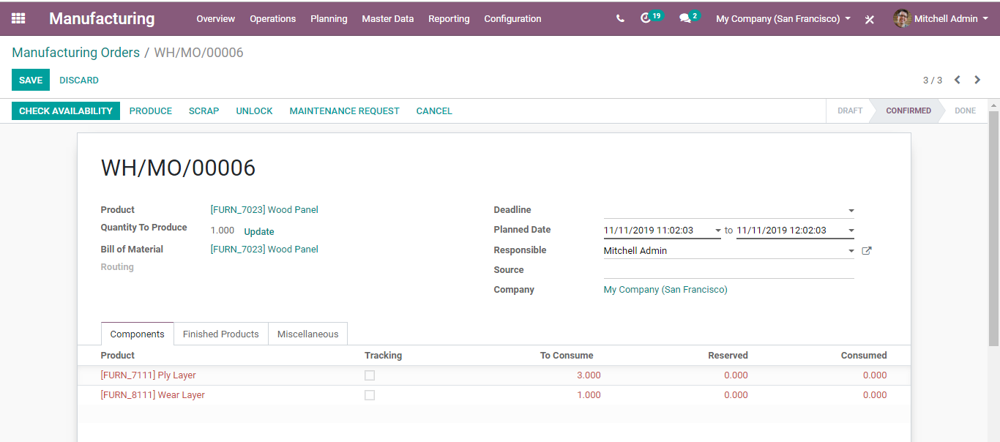 Manufacturing Overview Operations Planning Master Data Reporting Configuration 19 2 My Company (San Francisco) Mitchell Admin
Manufacturing Orders / WH/MO/00006
SAVE DISCARD 3 / 3
CHECK AVAILABILITY PRODUCE SCRAP UNLOCK MAINTENANCE REQUEST CANCEL DRAFT CONFIRMED DONE
WH/MO/00006
Product [FURN_7023] Wood Panel
Quantity To Produce 1.000 Update
Bill of Material [FURN_7023] Wood Panel
Routing
Deadline
Planned Date 11/11/2019 11:02:03 to 11/11/2019 12:02:03
Responsible Mitchell Admin
Source
Company My Company (San Francisco)
Components Finished Products Miscellaneous
Product Tracking To Consume Reserved Consumed
[FURN_7111] Ply Layer 3.000 0.000 0.000
[FURN_8111] Wear Layer 1.000 0.000 0.000